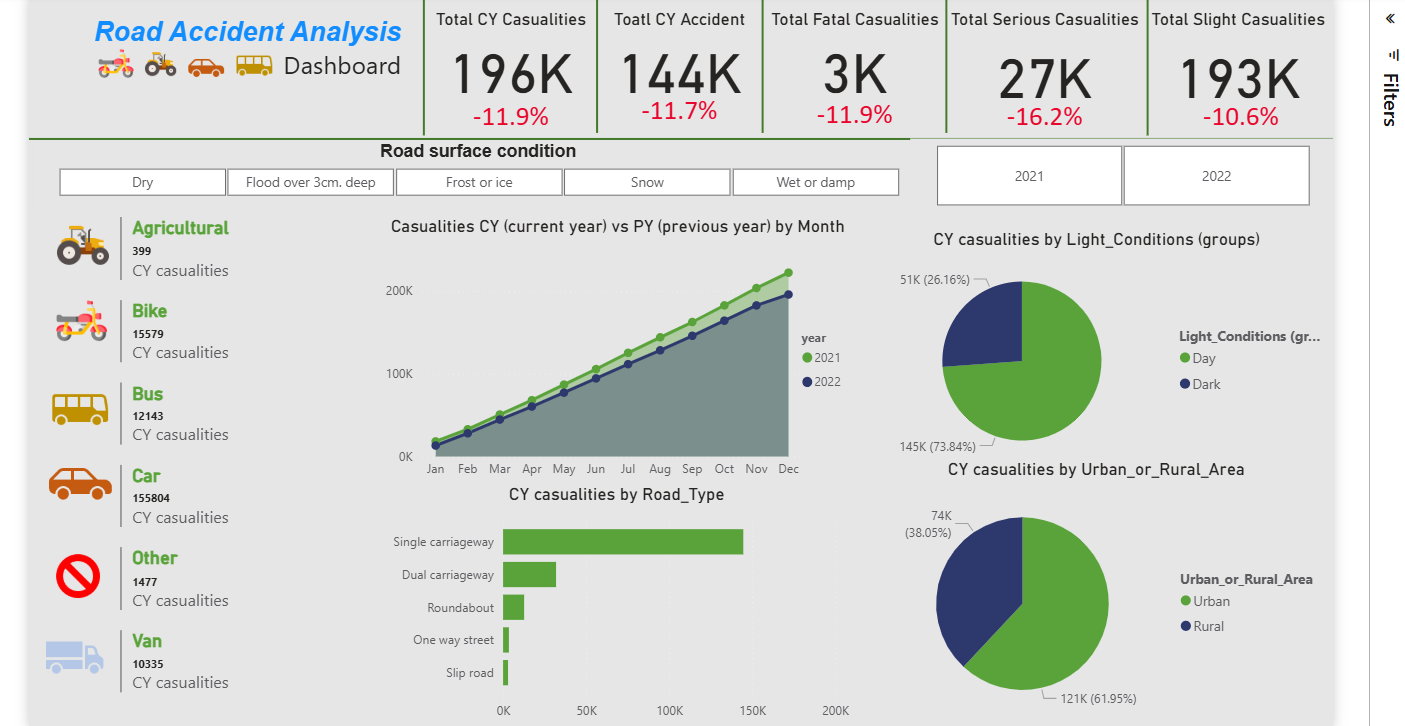 Road Accident Analysis
Dashboard
Total CY Casualities
196K
-11.9%
Toatl CY Accident
144K
-11.7%
Total Fatal Casualities
3K
-11.9%
Total Serious Casualities
27K
-16.2%
Total Slight Casualities
193K
-10.6%
Filters
Road surface condition
Dry
Flood over 3cm. deep
Frost or ice
Snow
Wet or damp
2021
2022
Agricultural
399
CY casualities
Bike
15579
CY casualities
Bus
12143
CY casualities
Car
155804
CY casualities
Other
1477
CY casualities
Van
10335
CY casualities
Casualities CY (current year) vs PY (previous year) by Month
200K
100K
0K
Jan Feb Mar Apr May Jun Jul Aug Sep Oct Nov Dec
year
2021
2022
CY casualities by Road_Type
Single carriageway
Dual carriageway
Roundabout
One way street
Slip road
0K 50K 100K 150K 200K
CY casualities by Light_Conditions (groups)
51K (26.16%)
145K (73.84%)
Light_Conditions (gr...
Day
Dark
CY casualities by Urban_or_Rural_Area
74K
(38.05%)
121K (61.95%)
Urban_or_Rural_Area
Urban
Rural